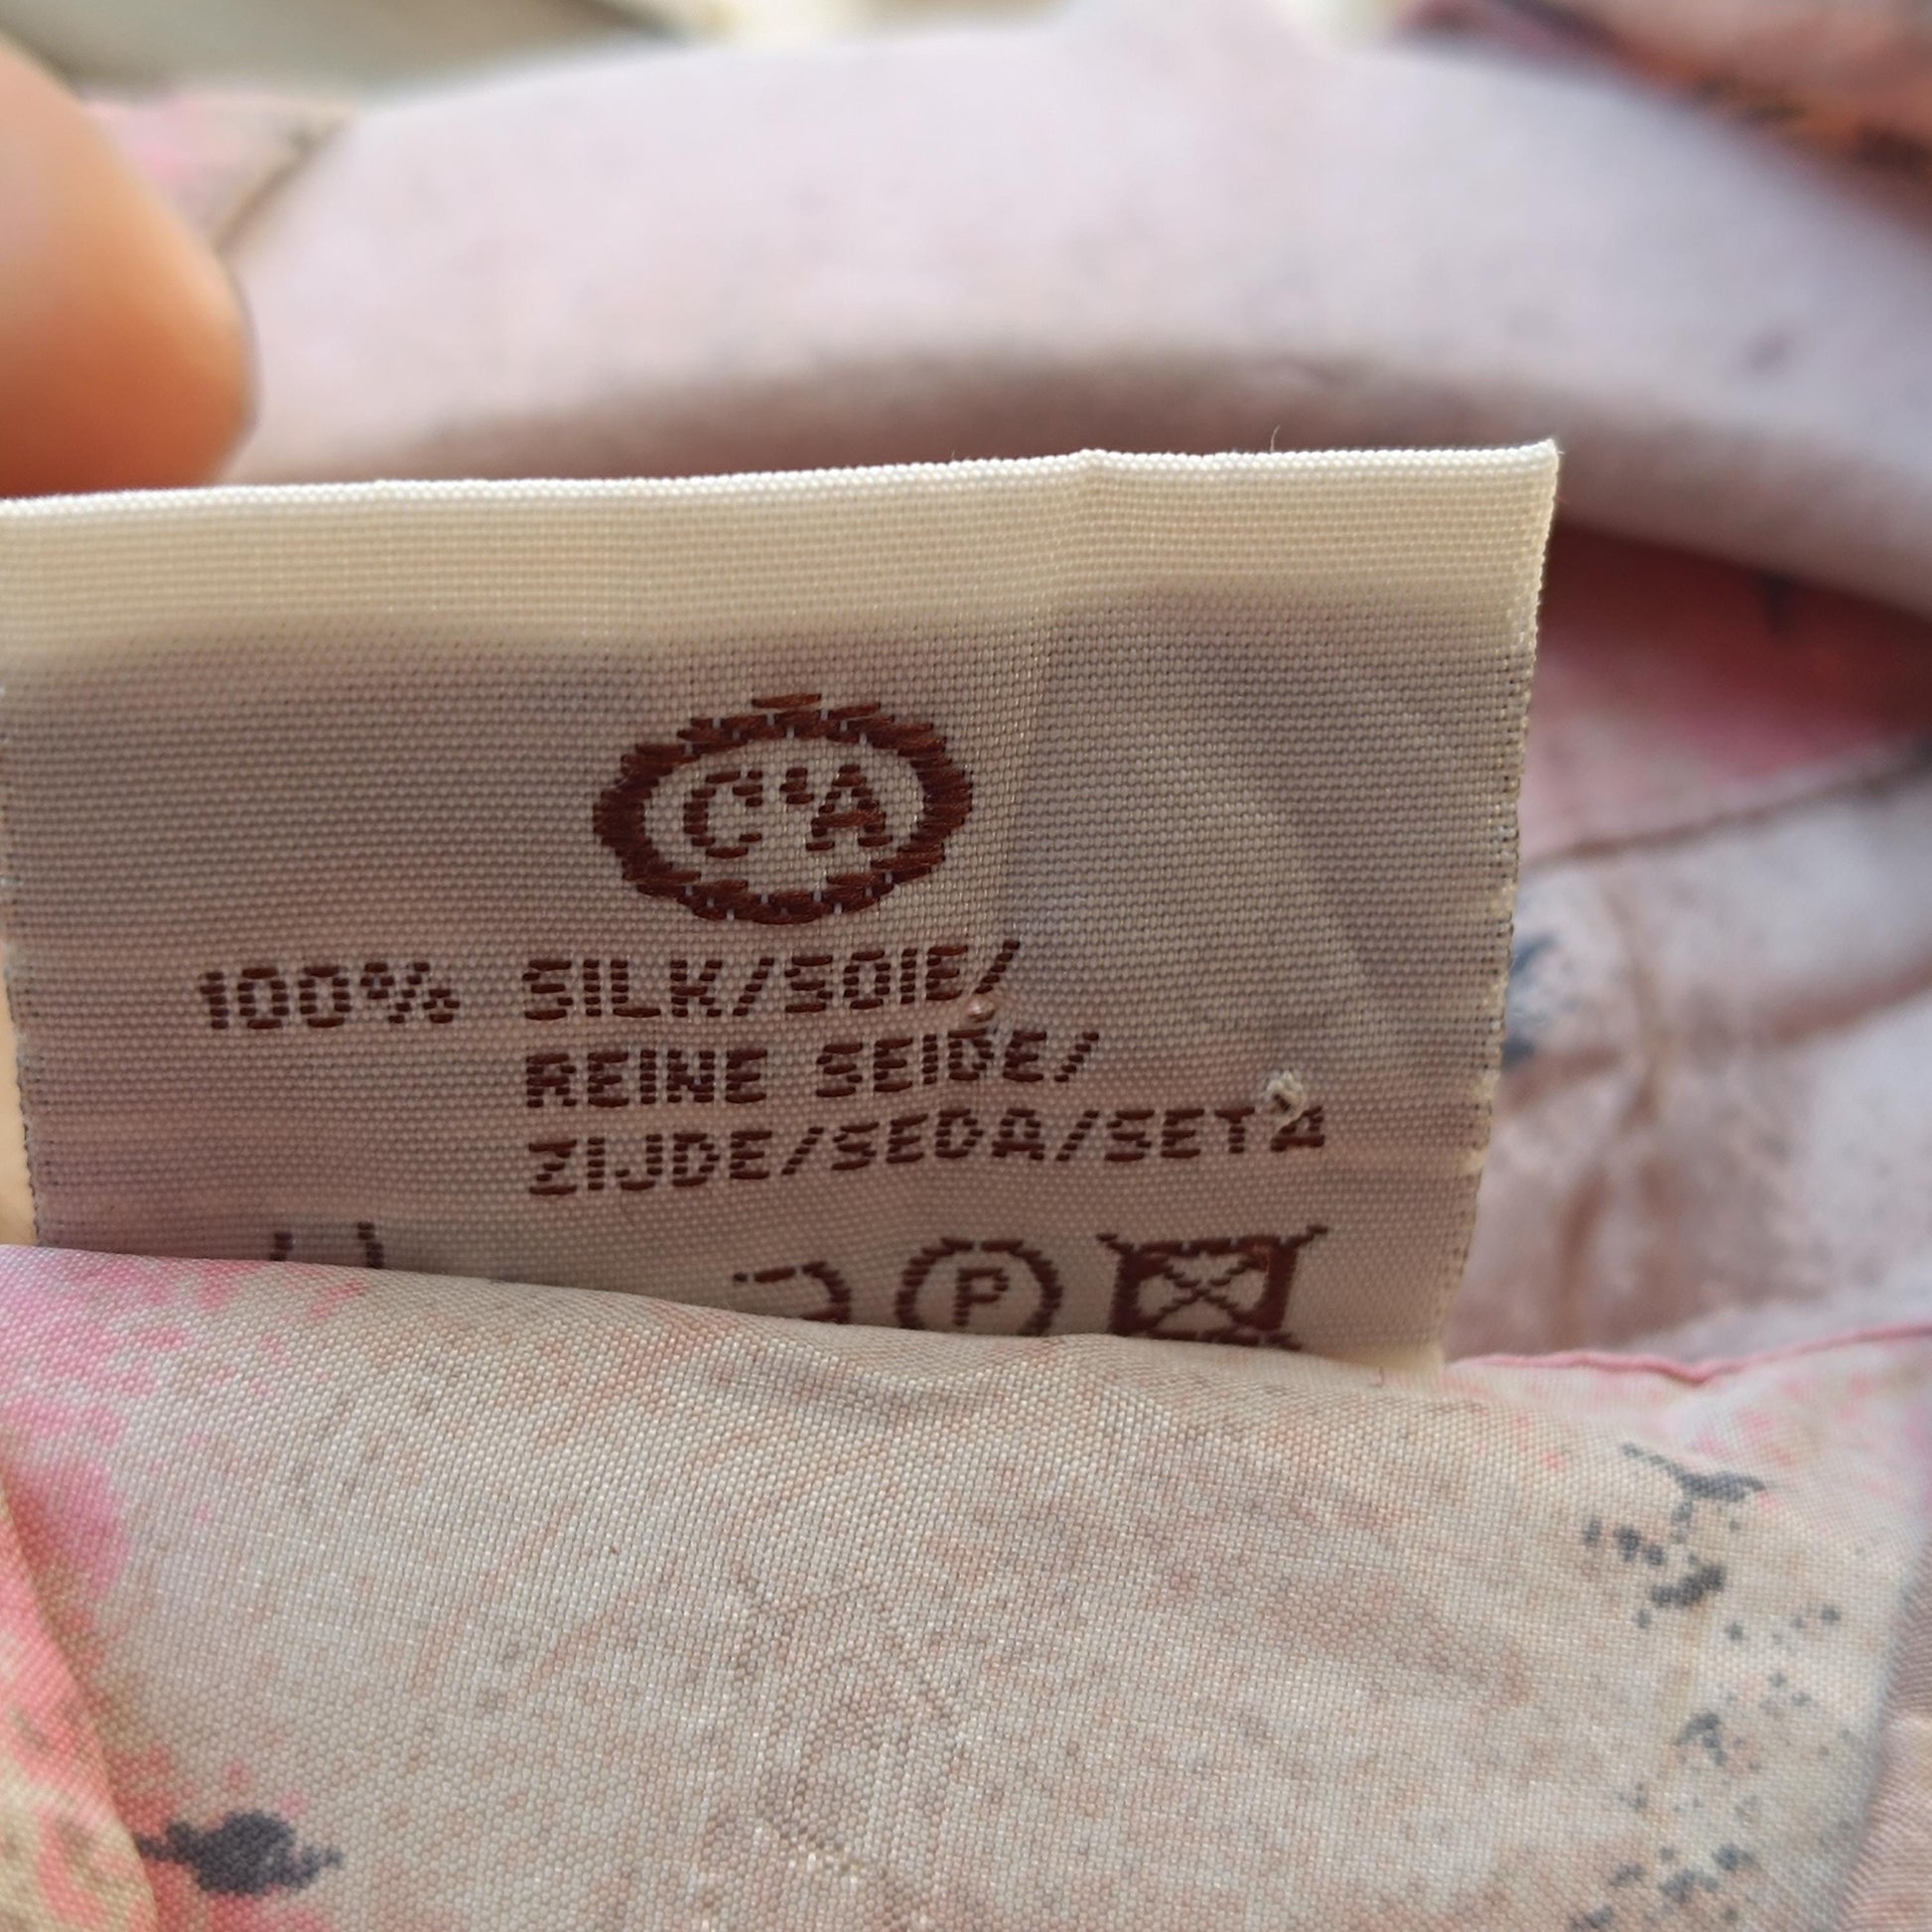 C'A
100% SILK/SOIE/
REINE SEIDE/
ZIJDE/SEDA/SETA
P